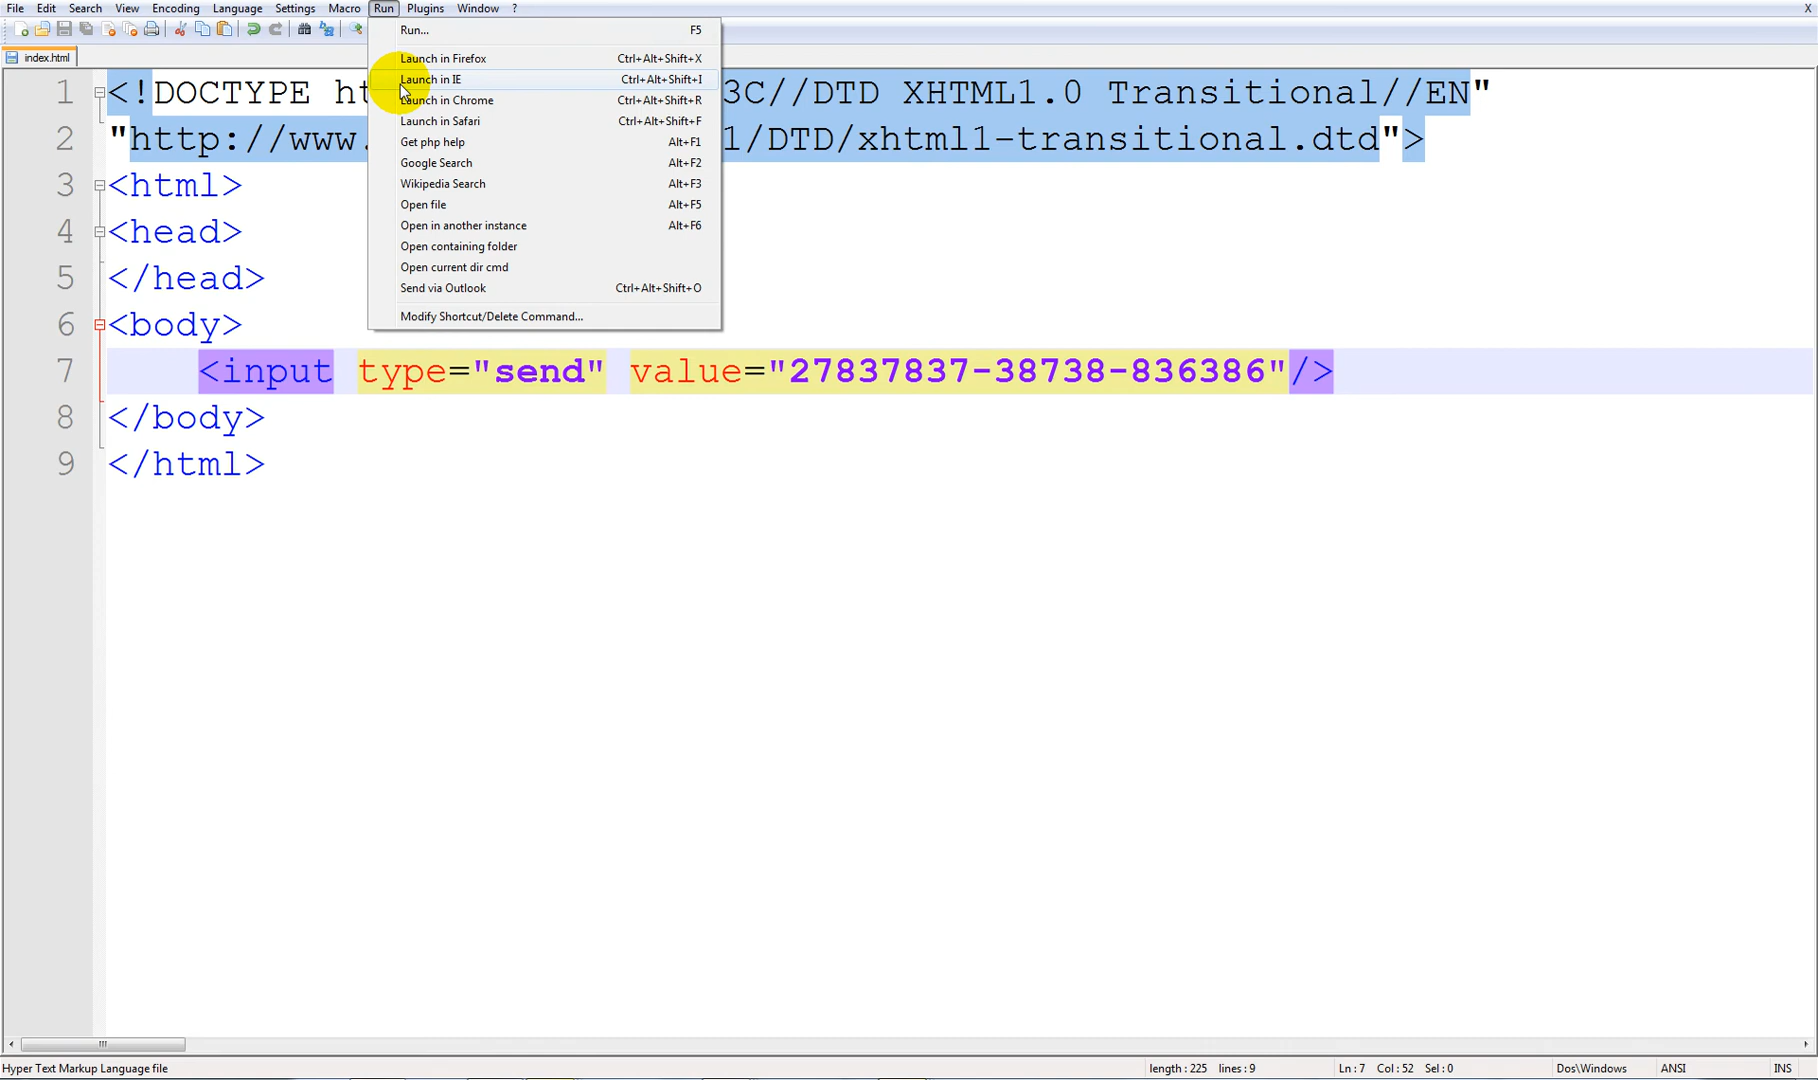 File Edit Search View Encoding Language Settings Macro Run Plugins Window ? X
index.html
Run... F5
Launch in Firefox Ctrl+Alt+Shift+X
Launch in IE Ctrl+Alt+Shift+I
Launch in Chrome Ctrl+Alt+Shift+R
Launch in Safari Ctrl+Alt+Shift+F
Get php help Alt+F1
Google Search Alt+F2
Wikipedia Search Alt+F3
Open file Alt+F5
Open in another instance Alt+F6
Open containing folder
Open current dir cmd
Send via Outlook Ctrl+Alt+Shift+O
Modify Shortcut/Delete Command...
1 <!DOCTYPE ht 3C//DTD XHTML1.0 Transitional//EN"
2 "http://www. 1/DTD/xhtml1-transitional.dtd">
3 <html>
4 <head>
5 </head>
6 <body>
7 <input type="send" value="27837837-38738-836386"/>
8 </body>
9 </html>
Hyper Text Markup Language file length : 225 lines : 9 Ln : 7 Col : 52 Sel : 0 Dos\Windows ANSI INS